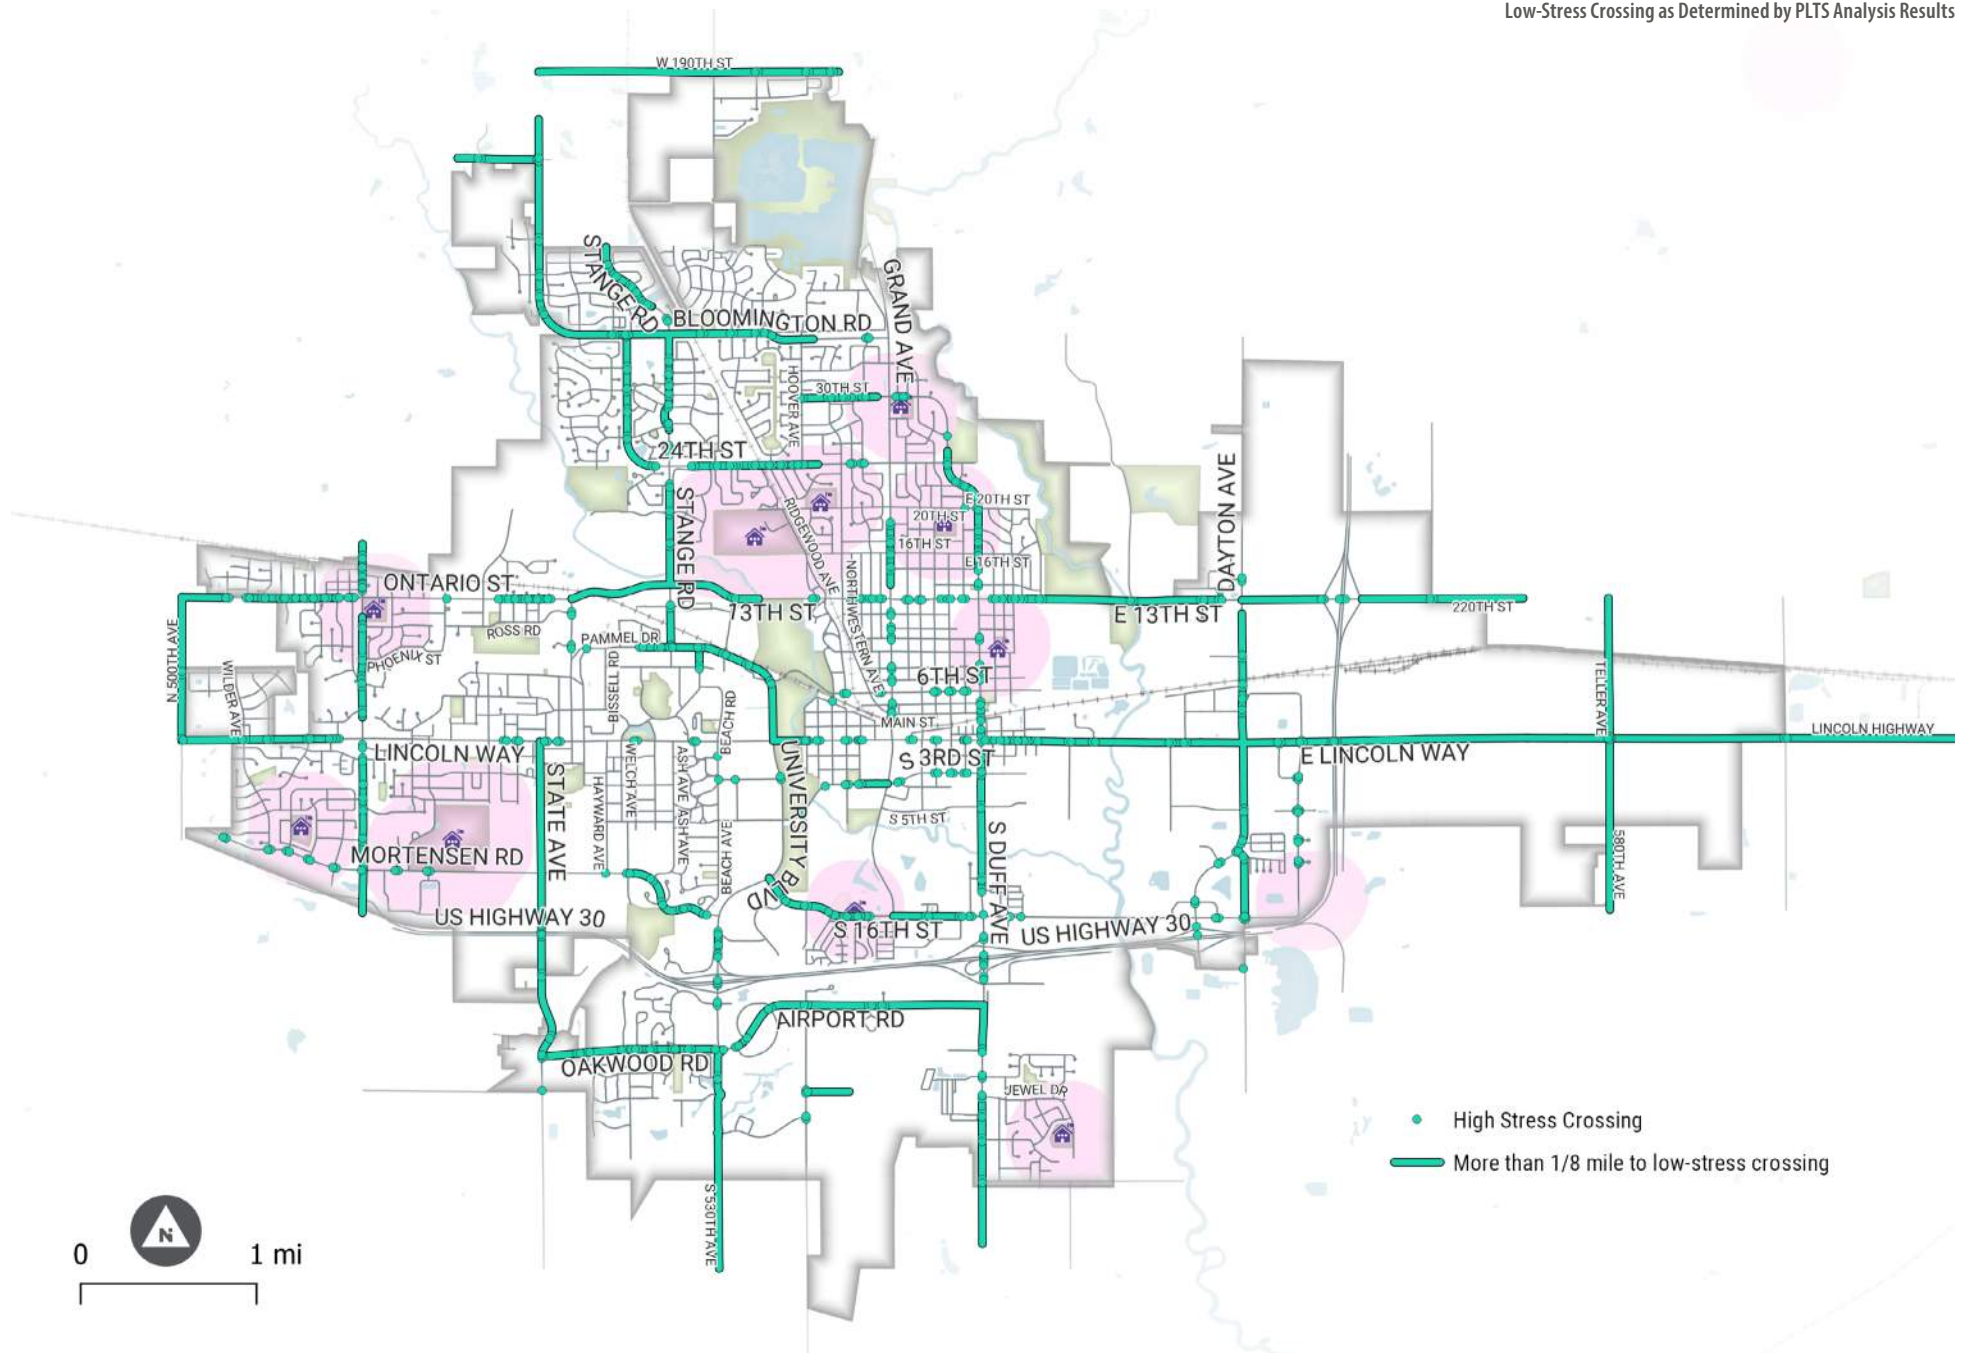 Low-Stress Crossing as Determined by PLTS Analysis Results
W 190TH ST
STANGE RD
GRAND AVE
BLOOMINGTON RD
HOOVER AVE
30TH ST
24TH ST
DAYTON AVE
STANGE RD
RIDGEWOOD AVE
E 20TH ST
20TH ST
16TH ST
E 16TH ST
NORTHWESTERN AVE
ONTARIO ST
13TH ST
E 13TH ST
220TH ST
N 500TH AVE
ROSS RD
PAMMEL DR
PHOENIX ST
WILDER AVE
BISSELL RD
6TH ST
TELLER AVE
BEACH RD
MAIN ST
LINCOLN HIGHWAY
LINCOLN WAY
S 3RD ST
E LINCOLN WAY
STATE AVE
HAYWARD AVE
WELCH AVE
ASH AVE
ASH AVE
UNIVERSITY BLVD
BEACH AVE
S 5TH ST
S DUFF AVE
MORTENSEN RD
580TH AVE
US HIGHWAY 30
S 16TH ST
US HIGHWAY 30
AIRPORT RD
OAKWOOD RD
JEWEL DR
S 530TH AVE
High Stress Crossing
More than 1/8 mile to low-stress crossing
N
0 1 mi